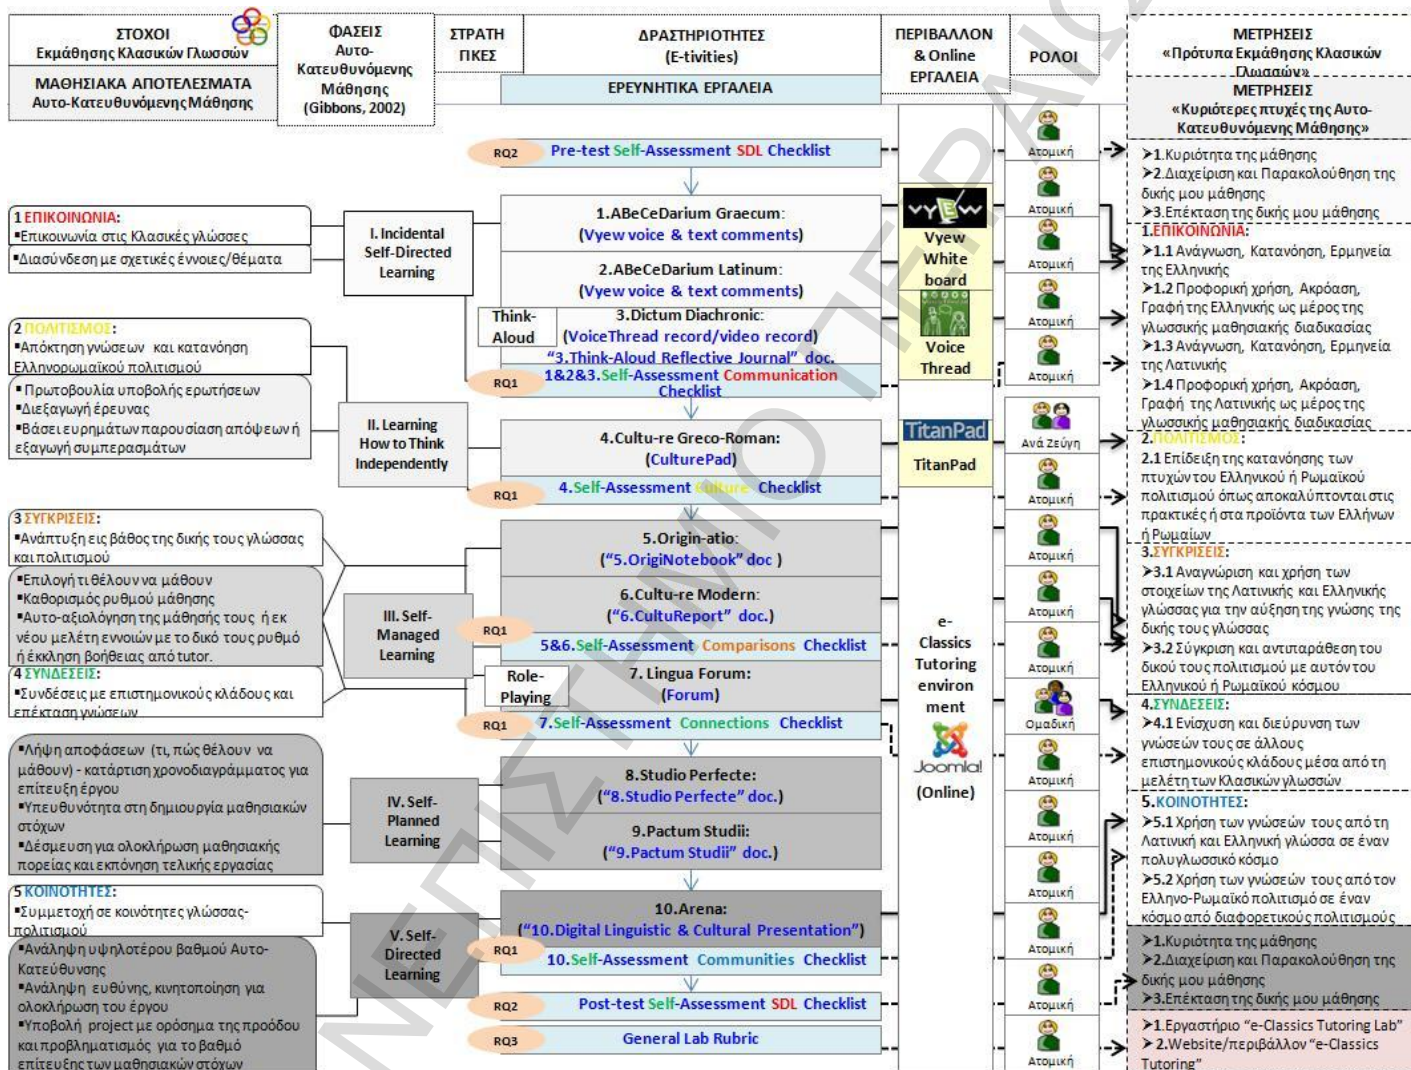 ΣΤΟΧΟΙ
Εκμάθησης Κλασικών Γλωσσών
ΜΑΘΗΣΙΑΚΑ ΑΠΟΤΕΛΕΣΜΑΤΑ
Αυτο-Κατευθυνόμενης Μάθησης
ΦΑΣΕΙΣ
Αυτο-
Κατευθυνόμενης
Μάθησης
(Gibbons, 2002)
ΣΤΡΑΤΗ
ΓΙΚΕΣ
ΔΡΑΣΤΗΡΙΟΤΗΤΕΣ
(E-tivities)
ΕΡΕΥΝΗΤΙΚΑ ΕΡΓΑΛΕΙΑ
ΠΕΡΙΒΑΛΛΟΝ
& Online
ΕΡΓΑΛΕΙΑ
ΡΟΛΟΙ
ΜΕΤΡΗΣΕΙΣ
«Πρότυπα Εκμάθησης Κλασικών
Γλωσσών»
ΜΕΤΡΗΣΕΙΣ
«Κυριότερες πτυχές της Αυτο-
Κατευθυνόμενης Μάθησης»
1 ΕΠΙΚΟΙΝΩΝΙΑ:
▪Επικοινωνία στις Κλασικές γλώσσες
▪Διασύνδεση με σχετικές έννοιες/θέματα
2 ΠΟΛΙΤΙΣΜΟΣ:
▪Απόκτηση γνώσεων και κατανόηση
Ελληνορωμαϊκού πολιτισμού
▪ Πρωτοβουλία υποβολής ερωτήσεων
▪Διεξαγωγή έρευνας
▪Βάσει ευρημάτων παρουσίαση απόψεων ή
εξαγωγή συμπερασμάτων
3 ΣΥΓΚΡΙΣΕΙΣ:
▪Ανάπτυξη εις βάθος της δικής τους γλώσσας
και πολιτισμού
▪Επιλογή τι θέλουν να μάθουν
▪Καθορισμός ρυθμού μάθησης
▪Αυτο-αξιολόγηση της μάθησής τους ή εκ
νέου μελέτη εννοιών με το δικό τους ρυθμό
ή έκκληση βοήθειας από tutor.
4 ΣΥΝΔΕΣΕΙΣ:
▪Συνδέσεις με επιστημονικούς κλάδους και
επέκταση γνώσεων
▪Λήψη αποφάσεων (τι, πώς θέλουν να
μάθουν) - κατάρτιση χρονοδιαγράμματος για
επίτευξη έργου
▪Υπευθυνότητα στη δημιουργία μαθησιακών
στόχων
▪Δέσμευση για ολοκλήρωση μαθησιακής
πορείας και εκπόνηση τελικής εργασίας
5 ΚΟΙΝΟΤΗΤΕΣ:
▪Συμμετοχή σε κοινότητες γλώσσας-
πολιτισμού
▪Ανάληψη υψηλοτέρου βαθμού Αυτο-
Κατεύθυνσης
▪Ανάληψη ευθύνης, κινητοποίηση για
ολοκλήρωση του έργου
▪Υποβολή project με ορόσημα της προόδου
και προβληματισμός για το βαθμό
επίτευξης των μαθησιακών στόχων
I. Incidental
Self-Directed
Learning
II. Learning
How to Think
Independently
III. Self-
Managed
Learning
IV. Self-
Planned
Learning
V. Self-
Directed
Learning
RQ2
Pre-test Self-Assessment SDL Checklist
1.ABeCeDarium Graecum:
(Vyew voice & text comments)
2.ABeCeDarium Latinum:
(Vyew voice & text comments)
Think-
Aloud
3.Dictum Diachronic:
(VoiceThread record/video record)
“3.Think-Aloud Reflective Journal” doc.
RQ1
1&2&3.Self-Assessment Communication
Checklist
4.Cultu-re Greco-Roman:
(CulturePad)
RQ1
4.Self-Assessment Culture Checklist
5.Origin-atio:
(“5.OrigiNotebook” doc )
6.Cultu-re Modern:
(“6.CultuReport” doc.)
RQ1
5&6.Self-Assessment Comparisons Checklist
Role-
Playing
7. Lingua Forum:
(Forum)
RQ1
7.Self-Assessment Connections Checklist
8.Studio Perfecte:
(“8.Studio Perfecte” doc.)
9.Pactum Studii:
(“9.Pactum Studii” doc.)
10.Arena:
(“10.Digital Linguistic & Cultural Presentation”)
RQ1
10.Self-Assessment Communities Checklist
RQ2
Post-test Self-Assessment SDL Checklist
RQ3
General Lab Rubric
VYEW
Vyew
White
board
Voice
Thread
TitanPad
TitanPad
e-
Classics
Tutoring
environ
ment
Joomla!
(Online)
Ατομική
Ατομική
Ατομική
Ατομική
Ατομική
Ανά Ζεύγη
Ατομική
Ατομική
Ατομική
Ατομική
Ομαδική
Ατομική
Ατομική
Ατομική
Ατομική
Ατομική
Ατομική
Ατομική
➢1.Κυριότητα της μάθησης
➢2.Διαχείριση και Παρακολούθηση της
δικής μου μάθησης
➢3.Επέκταση της δικής μου μάθησης
1.ΕΠΙΚΟΙΝΩΝΙΑ:
➢1.1 Ανάγνωση, Κατανόηση, Ερμηνεία
της Ελληνικής
➢1.2 Προφορική χρήση, Ακρόαση,
Γραφή της Ελληνικής ως μέρος της
γλωσσικής μαθησιακής διαδικασίας
➢1.3 Ανάγνωση, Κατανόηση, Ερμηνεία
της Λατινικής
➢1.4 Προφορική χρήση, Ακρόαση,
Γραφή της Λατινικής ως μέρος της
γλωσσικής μαθησιακής διαδικασίας
2.ΠΟΛΙΤΙΣΜΟΣ:
2.1 Επίδειξη της κατανόησης των
πτυχών του Ελληνικού ή Ρωμαϊκού
πολιτισμού όπως αποκαλύπτονται στις
πρακτικές ή στα προϊόντα των Ελλήνων
ή Ρωμαίων
3.ΣΥΓΚΡΙΣΕΙΣ:
➢3.1 Αναγνώριση και χρήση των
στοιχείων της Λατινικής και Ελληνικής
γλώσσας για την αύξηση της γνώσης της
δικής τους γλώσσας
➢3.2 Σύγκριση και αντιπαράθεση του
δικού τους πολιτισμού με αυτόν του
Ελληνικού ή Ρωμαϊκού κόσμου
4.ΣΥΝΔΕΣΕΙΣ:
➢4.1 Ενίσχυση και διεύρυνση των
γνώσεών τους σε άλλους
επιστημονικούς κλάδους μέσα από τη
μελέτη των Κλασικών γλωσσών
5.ΚΟΙΝΟΤΗΤΕΣ:
➢5.1 Χρήση των γνώσεών τους από τη
Λατινική και Ελληνική γλώσσα σε έναν
πολυγλωσσικό κόσμο
➢5.2 Χρήση των γνώσεών τους από τον
Ελληνο-Ρωμαϊκό πολιτισμό σε έναν
κόσμο από διαφορετικούς πολιτισμούς
➢1.Κυριότητα της μάθησης
➢2.Διαχείριση και Παρακολούθηση της
δικής μου μάθησης
➢3.Επέκταση της δικής μου μάθησης
➢1.Εργαστήριο “e-Classics Tutoring Lab”
➢ 2.Website/περιβάλλον “e-Classics
Tutoring”